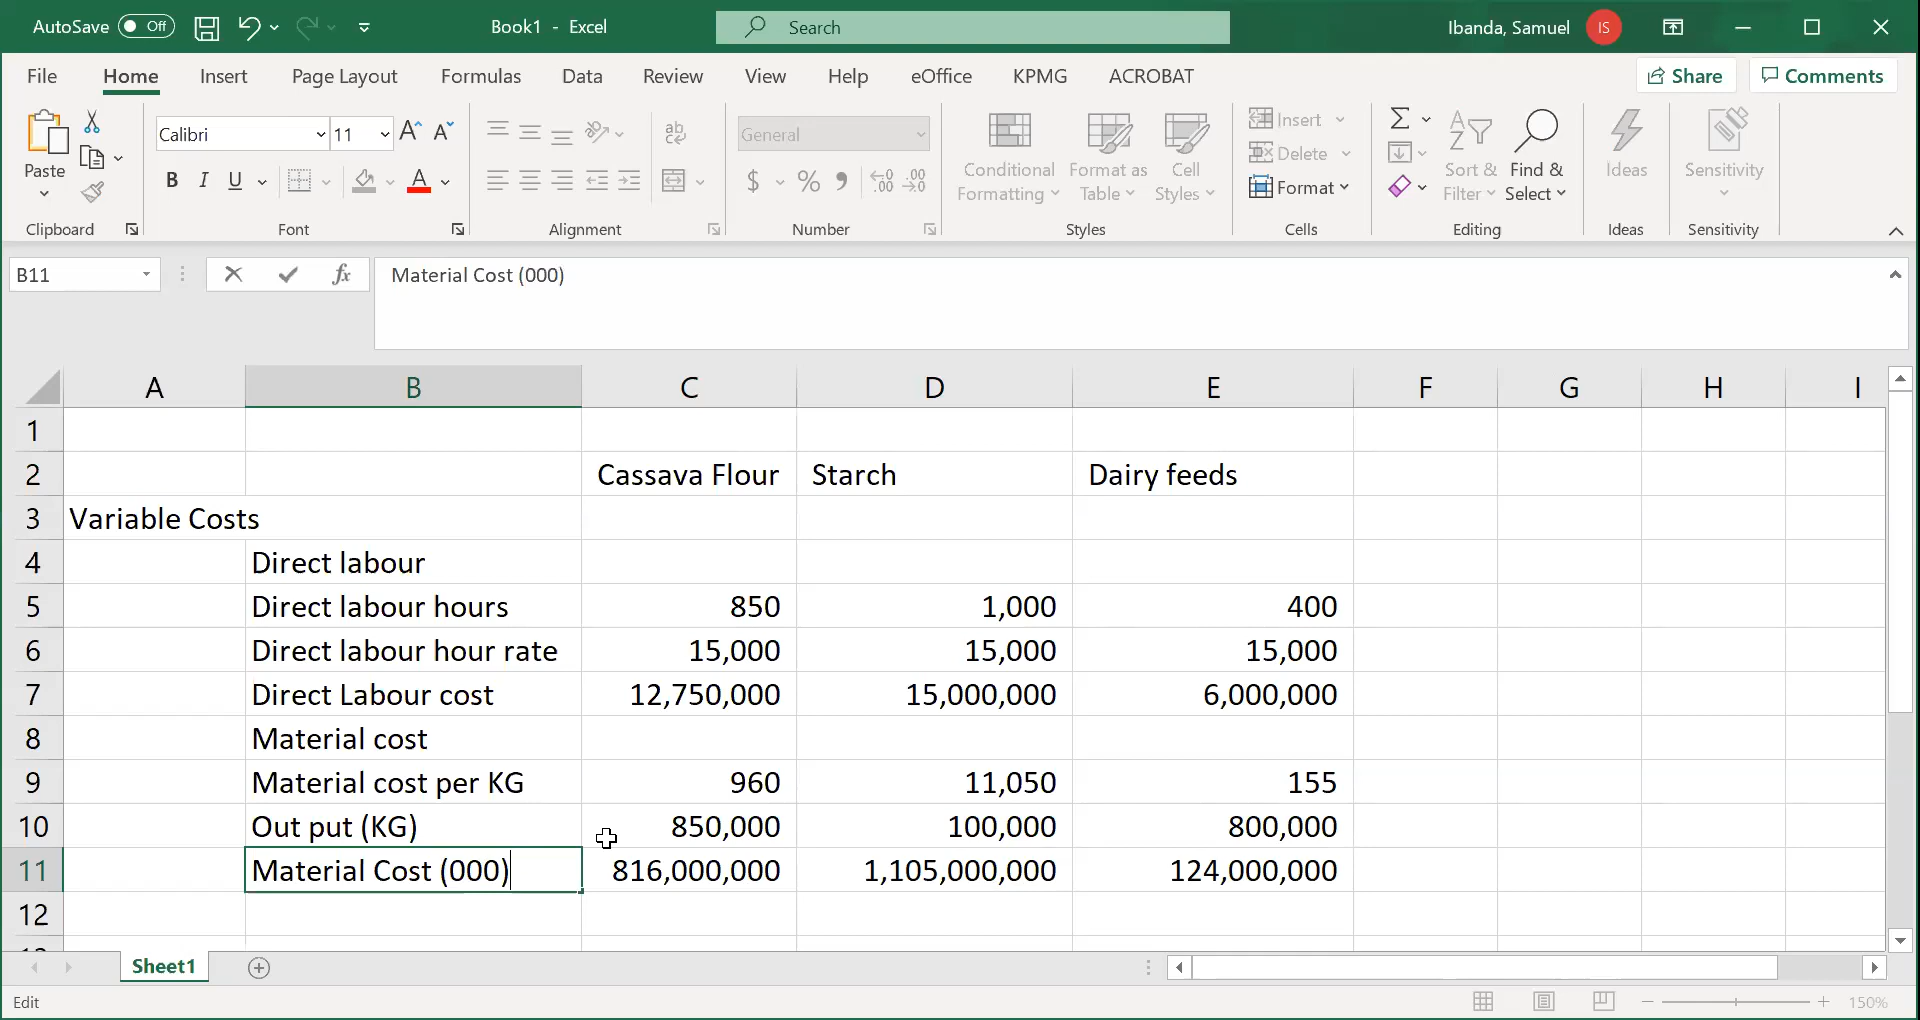 AutoSave Off Book1 - Excel Search Ibanda, Samuel IS
File Home Insert Page Layout Formulas Data Review View Help eOffice KPMG ACROBAT Share Comments
Paste Calibri 11 A A ab General Conditional Formatting Format as Table Cell Styles Insert Delete Format Sort & Filter Find & Select Ideas Sensitivity
B I U A $ % 9 .00
Clipboard Font Alignment Number Styles Cells Editing Ideas Sensitivity
B11 fx Material Cost (000)
A B C D E F G H I
1
2 Cassava Flour Starch Dairy feeds
3 Variable Costs
4 Direct labour
5 Direct labour hours 850 1,000 400
6 Direct labour hour rate 15,000 15,000 15,000
7 Direct Labour cost 12,750,000 15,000,000 6,000,000
8 Material cost
9 Material cost per KG 960 11,050 155
10 Out put (KG) 850,000 100,000 800,000
11 Material Cost (000) 816,000,000 1,105,000,000 124,000,000
12
Sheet1
Edit 150%